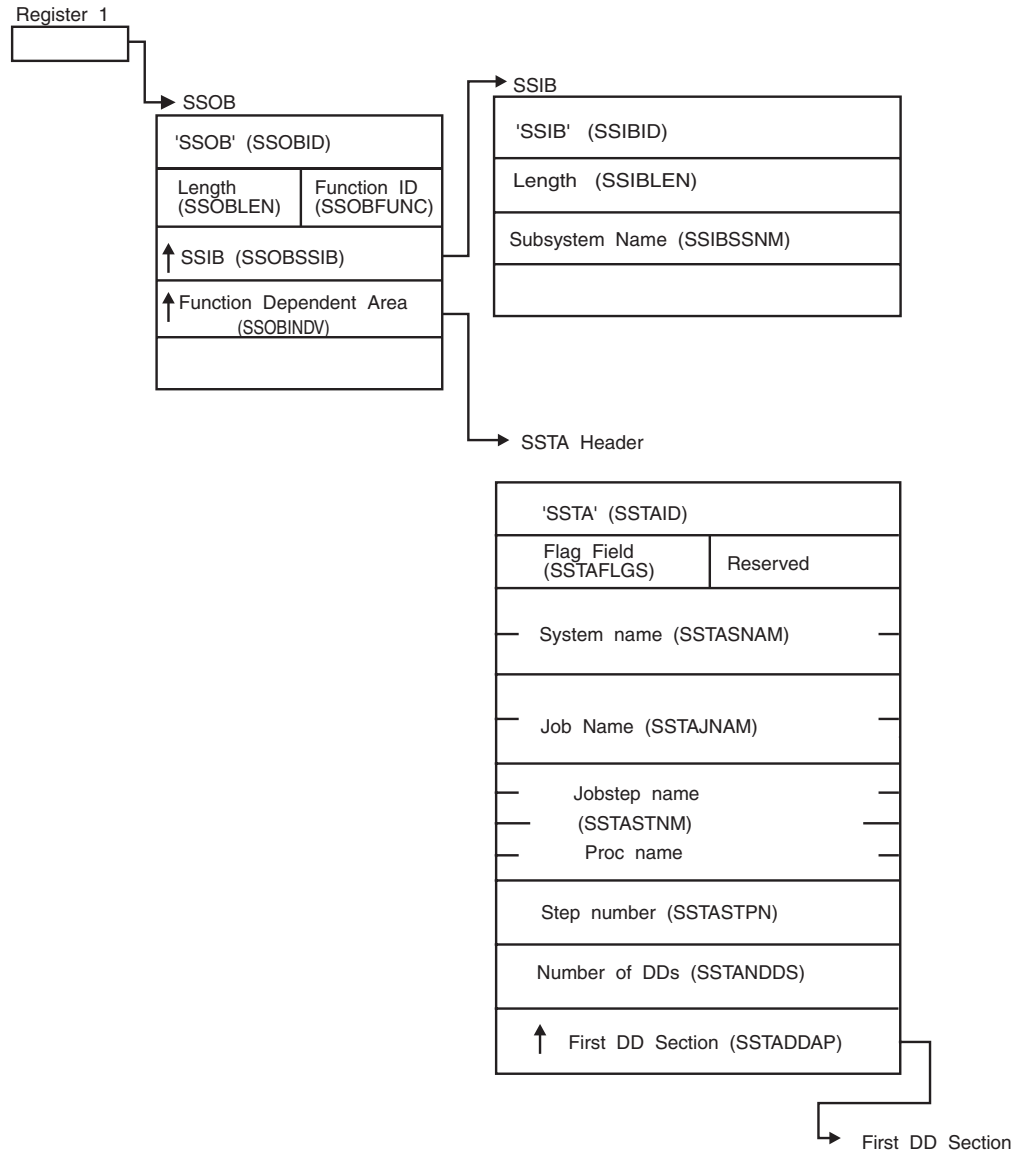 Register 1
SSOB
'SSOB' (SSOBID)
Length
(SSOBLEN)
Function ID
(SSOBFUNC)
SSIB (SSOBSSIB)
Function Dependent Area
(SSOBINDV)
SSIB
'SSIB' (SSIBID)
Length (SSIBLEN)
Subsystem Name (SSIBSSNM)
SSTA Header
'SSTA' (SSTAID)
Flag Field
(SSTAFLGS)
Reserved
System name (SSTASNAM)
Job Name (SSTAJNAM)
Jobstep name
(SSTASTNM)
Proc name
Step number (SSTASTPN)
Number of DDs (SSTANDDS)
First DD Section (SSTADDAP)
First DD Section